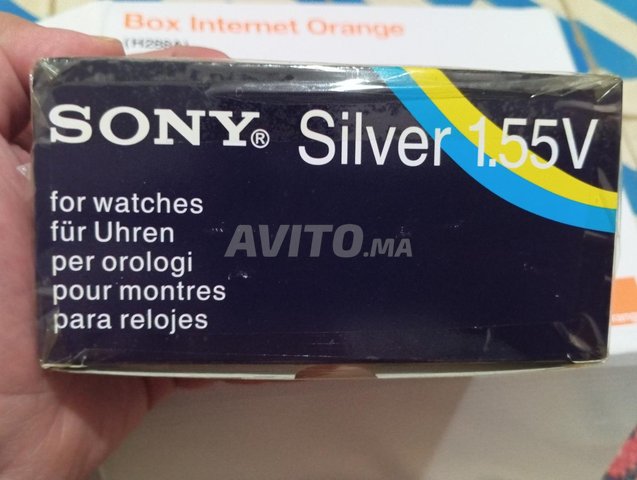 Box Internet Orange
(H288A)
SONY® Silver 1.55V
for watches
für Uhren
per orologi
pour montres
para relojes
AVITO.MA